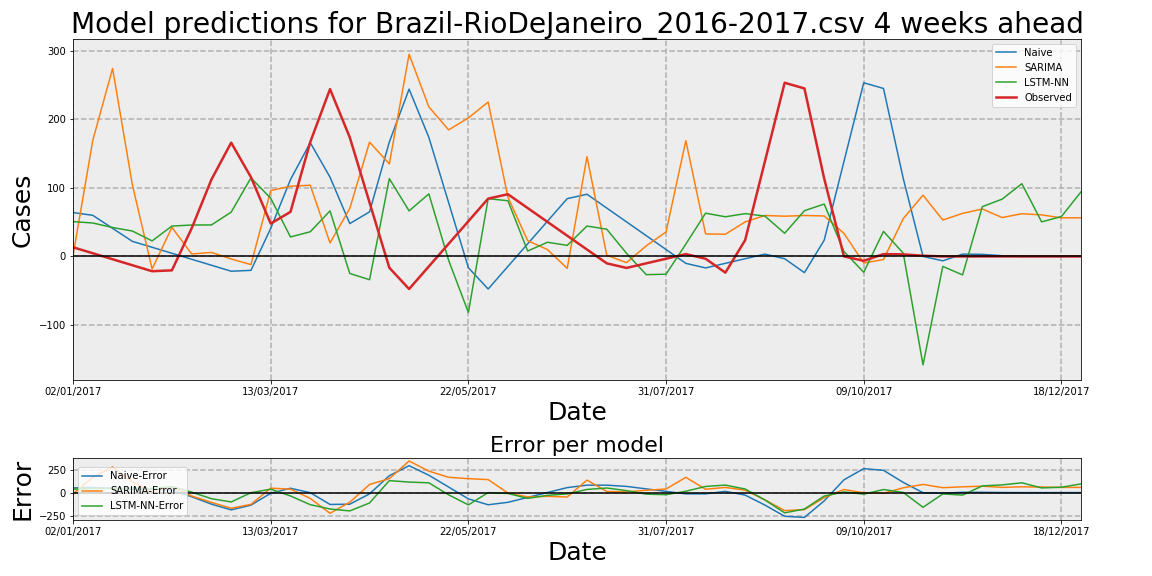 Model predictions for Brazil-RioDeJaneiro_2016-2017.csv 4 weeks ahead
300
200
100
0
−100
Cases
Naive
SARIMA
LSTM-NN
Observed
02/01/2017 13/03/2017 22/05/2017 31/07/2017 09/10/2017 18/12/2017
Date
Error per model
250
0
−250
Error
Naive-Error
SARIMA-Error
LSTM-NN-Error
02/01/2017 13/03/2017 22/05/2017 31/07/2017 09/10/2017 18/12/2017
Date